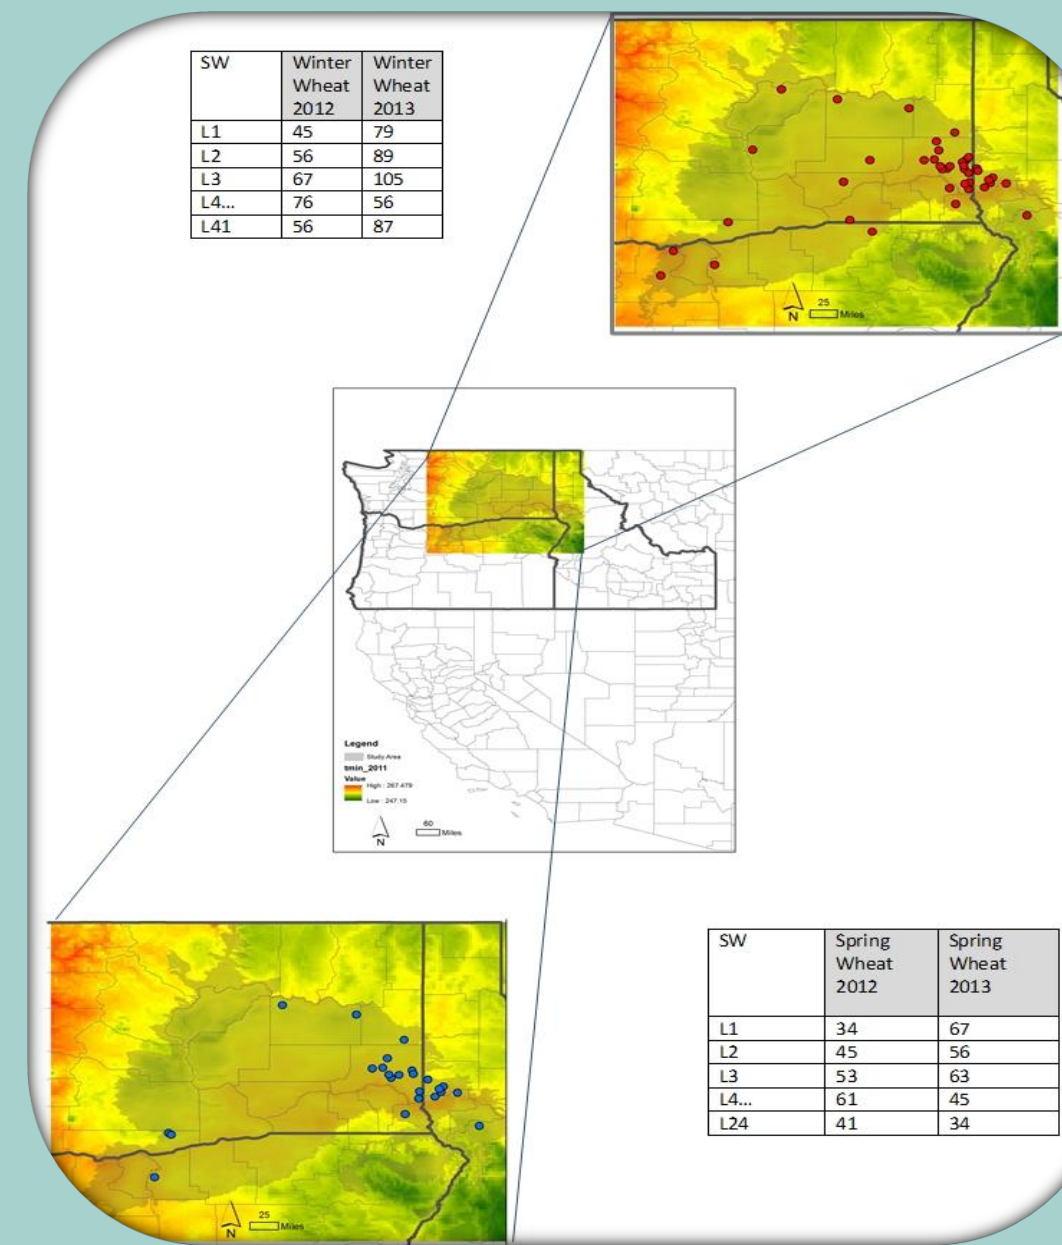 SW Winter Wheat 2012 Winter Wheat 2013
L1 45 79
L2 56 89
L3 67 105
L4... 76 56
L41 56 87
25
N Miles
Legend
Study Area
tmin_2011
Value
High : 267.479
Low : 247.15
60
N Miles
SW Spring Wheat 2012 Spring Wheat 2013
L1 34 67
L2 45 56
L3 53 63
L4... 61 45
L24 41 34
25
N Miles